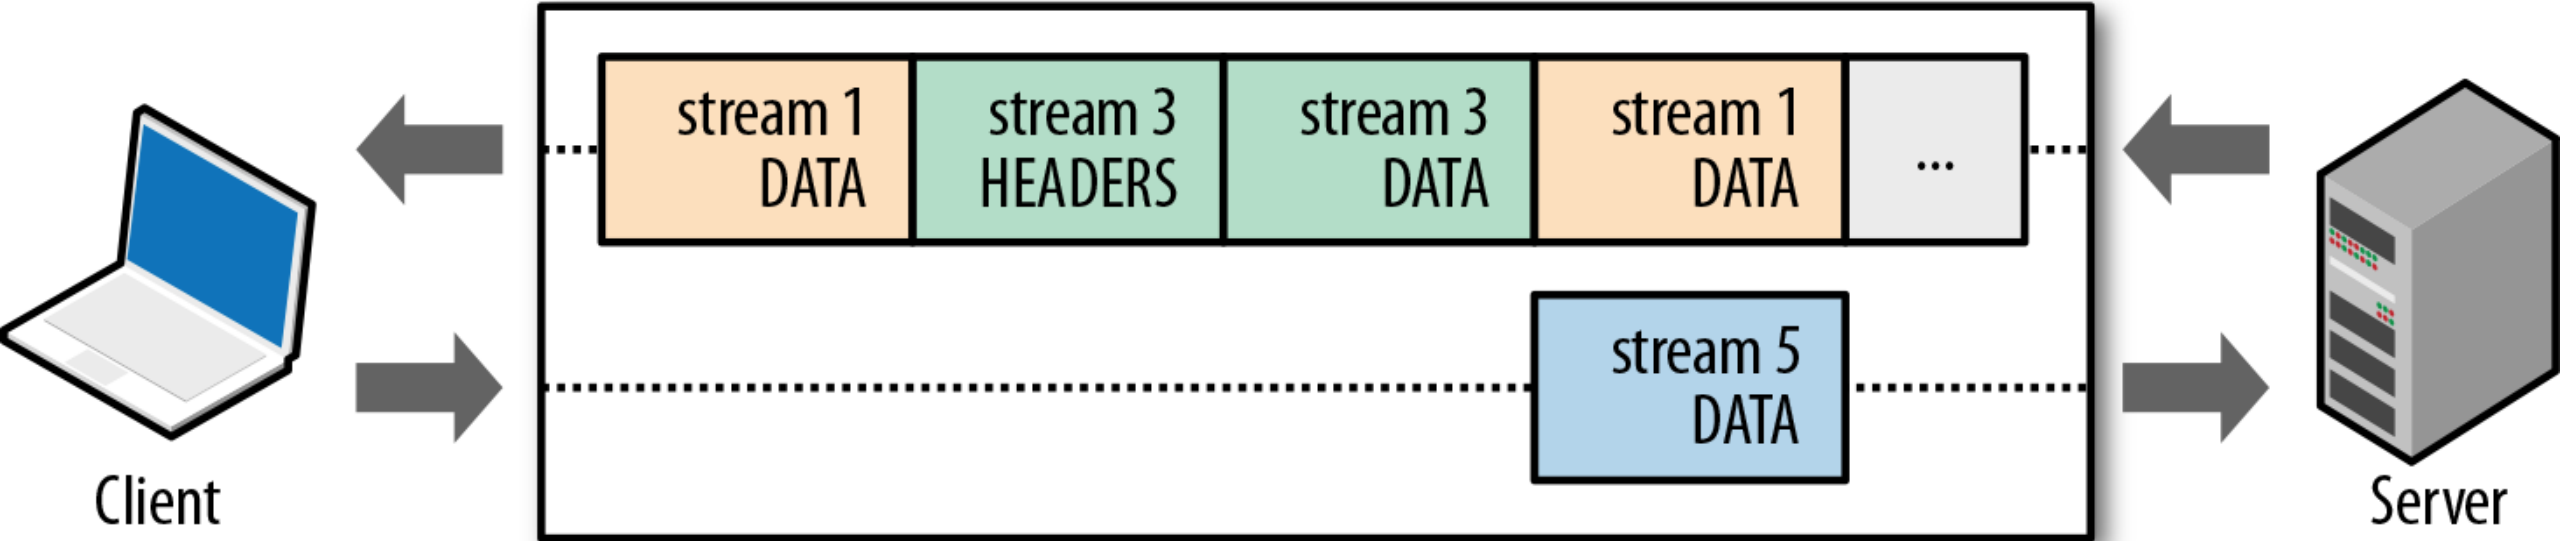 stream 1
DATA
stream 3
HEADERS
stream 3
DATA
stream 1
DATA
...
stream 5
DATA
Client
Server